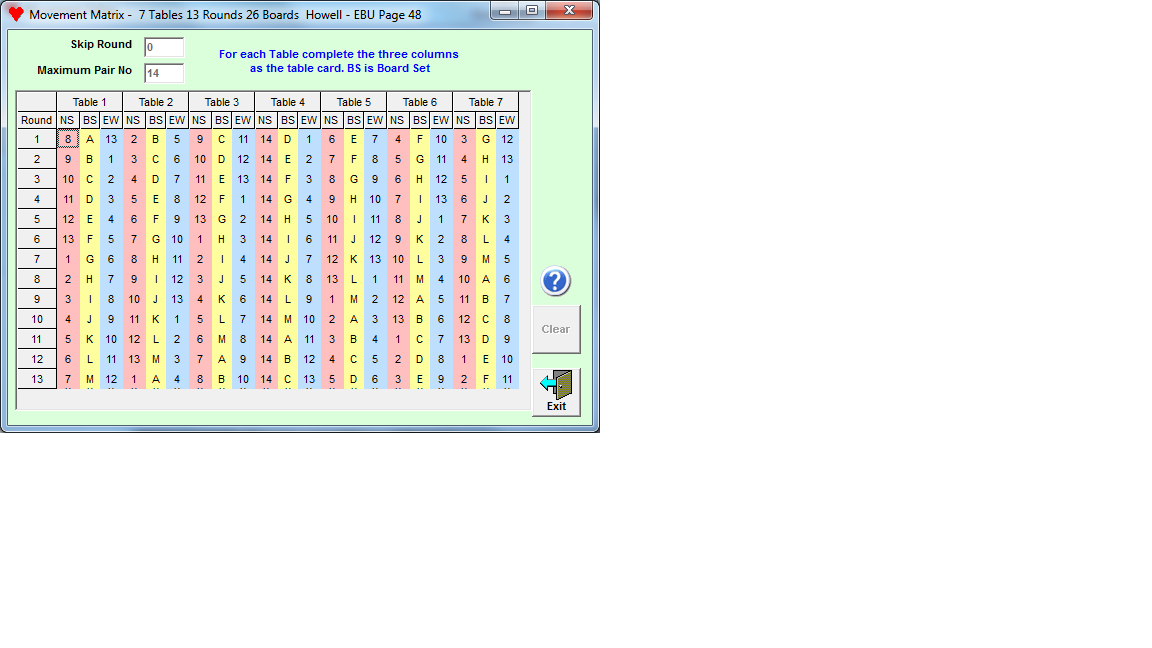 Movement Matrix - 7 Tables 13 Rounds 26 Boards Howell - EBU Page 48
Skip Round 0
For each Table complete the three columns
as the table card. BS is Board Set
Maximum Pair No 14
Table 1 Table 2 Table 3 Table 4 Table 5 Table 6 Table 7
Round NS BS EW NS BS EW NS BS EW NS BS EW NS BS EW NS BS EW NS BS EW
1 8 A 13 2 B 5 9 C 11 14 D 1 6 E 7 4 F 10 3 G 12
2 9 B 1 3 C 6 10 D 12 14 E 2 7 F 8 5 G 11 4 H 13
3 10 C 2 4 D 7 11 E 13 14 F 3 8 G 9 6 H 12 5 I 1
4 11 D 3 5 E 8 12 F 1 14 G 4 9 H 10 7 I 13 6 J 2
5 12 E 4 6 F 9 13 G 2 14 H 5 10 I 11 8 J 1 7 K 3
6 13 F 5 7 G 10 1 H 3 14 I 6 11 J 12 9 K 2 8 L 4
7 1 G 6 8 H 11 2 I 4 14 J 7 12 K 13 10 L 3 9 M 5
8 2 H 7 9 I 12 3 J 5 14 K 8 13 L 1 11 M 4 10 A 6
9 3 I 8 10 J 13 4 K 6 14 L 9 1 M 2 12 A 5 11 B 7
10 4 J 9 11 K 1 5 L 7 14 M 10 2 A 3 13 B 6 12 C 8
11 5 K 10 12 L 2 6 M 8 14 A 11 3 B 4 1 C 7 13 D 9
12 6 L 11 13 M 3 7 A 9 14 B 12 4 C 5 2 D 8 1 E 10
13 7 M 12 1 A 4 8 B 10 14 C 13 5 D 6 3 E 9 2 F 11
?
Clear
Exit